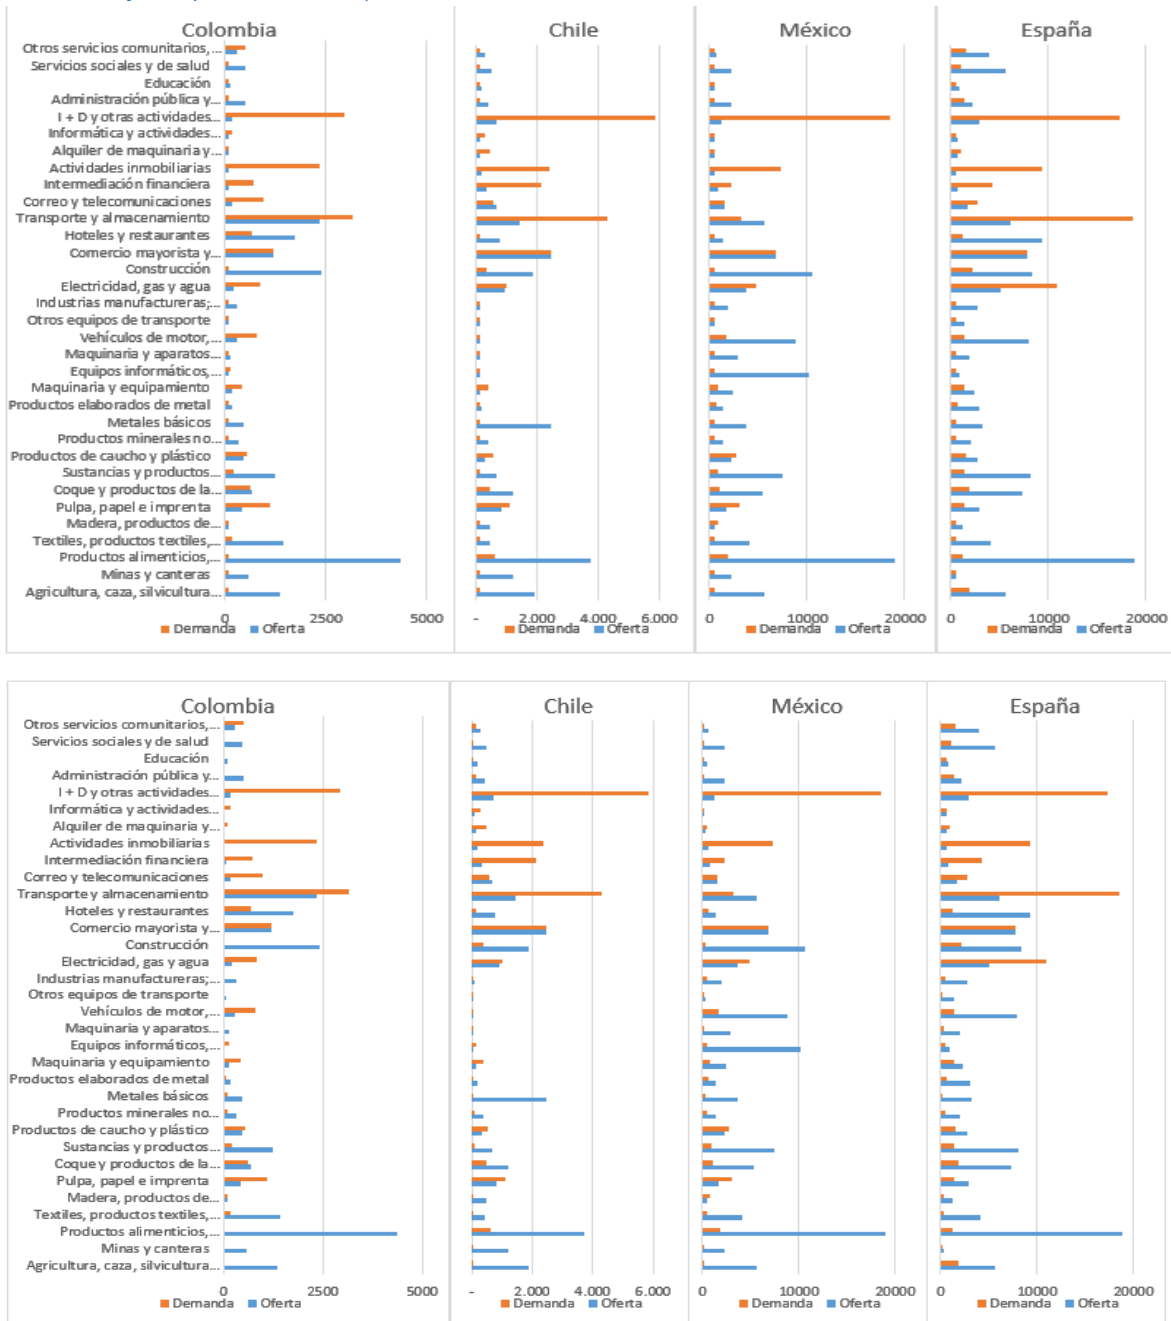 Colombia Chile México España
Otros servicios comunitarios,...
Servicios sociales y de salud
Educación
Administración pública y...
I + D y otras actividades...
Informática y actividades...
Alquiler de maquinaria y...
Actividades inmobiliarias
Intermediación financiera
Correo y telecomunicaciones
Transporte y almacenamiento
Hoteles y restaurantes
Comercio mayorista y...
Construcción
Electricidad, gas y agua
Industrias manufactureras;...
Otros equipos de transporte
Vehículos de motor,...
Maquinaria y aparatos...
Equipos informáticos,...
Maquinaria y equipamiento
Productos elaborados de metal
Metales básicos
Productos minerales no...
Productos de caucho y plástico
Sustancias y productos...
Coque y productos de la...
Pulpa, papel e imprenta
Madera, productos de...
Textiles, productos textiles,...
Productos alimenticios,...
Minas y canteras
Agricultura, caza, silvicultura...
0 2500 5000 - 2.000 4.000 6.000 0 10000 20000 0 10000 20000
Demanda Oferta Demanda Oferta Demanda Oferta Demanda Oferta
Colombia Chile México España
Otros servicios comunitarios,...
Servicios sociales y de salud
Educación
Administración pública y...
I + D y otras actividades...
Informática y actividades...
Alquiler de maquinaria y...
Actividades inmobiliarias
Intermediación financiera
Correo y telecomunicaciones
Transporte y almacenamiento
Hoteles y restaurantes
Comercio mayorista y...
Construcción
Electricidad, gas y agua
Industrias manufactureras;...
Otros equipos de transporte
Vehículos de motor,...
Maquinaria y aparatos...
Equipos informáticos,...
Maquinaria y equipamiento
Productos elaborados de metal
Metales básicos
Productos minerales no...
Productos de caucho y plástico
Sustancias y productos...
Coque y productos de la...
Pulpa, papel e imprenta
Madera, productos de...
Textiles, productos textiles,...
Productos alimenticios,...
Minas y canteras
Agricultura, caza, silvicultura...
0 2500 5000 - 2.000 4.000 6.000 0 10000 20000 0 10000 20000
Demanda Oferta Demanda Oferta Demanda Oferta Demanda Oferta